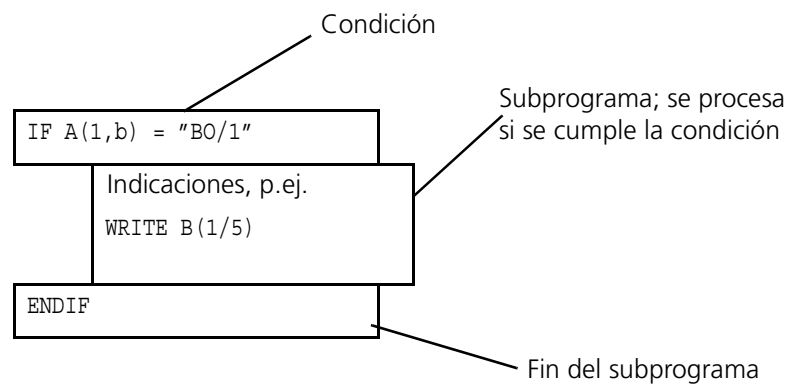 Condición
IF A(1,b) = "BO/1"
Subprograma; se procesa
si se cumple la condición
Indicaciones, p.ej.
WRITE B(1/5)
ENDIF
Fin del subprograma